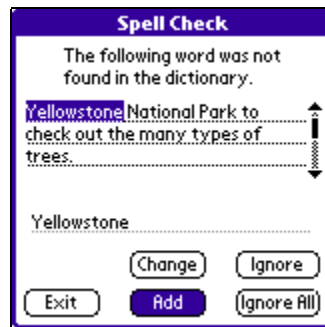 Spell Check
The following word was not
found in the dictionary.
Yellowstone National Park to
check out the many types of
trees.
Yellowstone
Change Ignore
Exit Add Ignore All